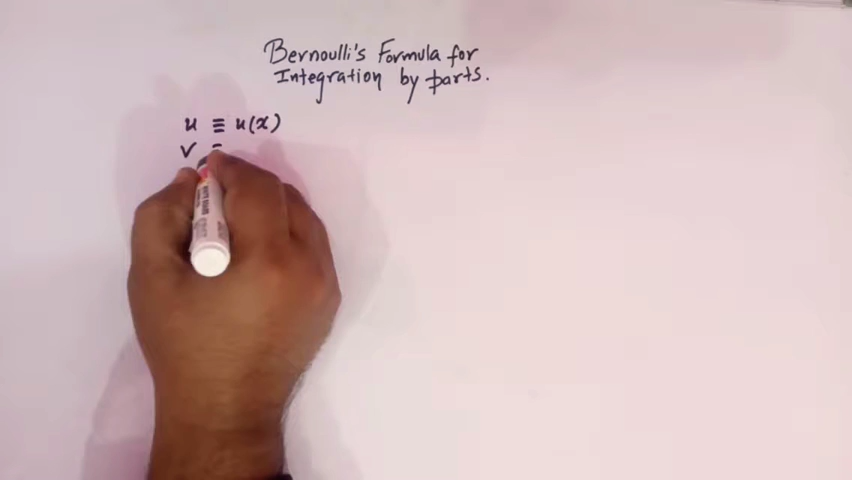 Bernoulli's Formula for
Integration by parts.
u ≡ u(x)
v =